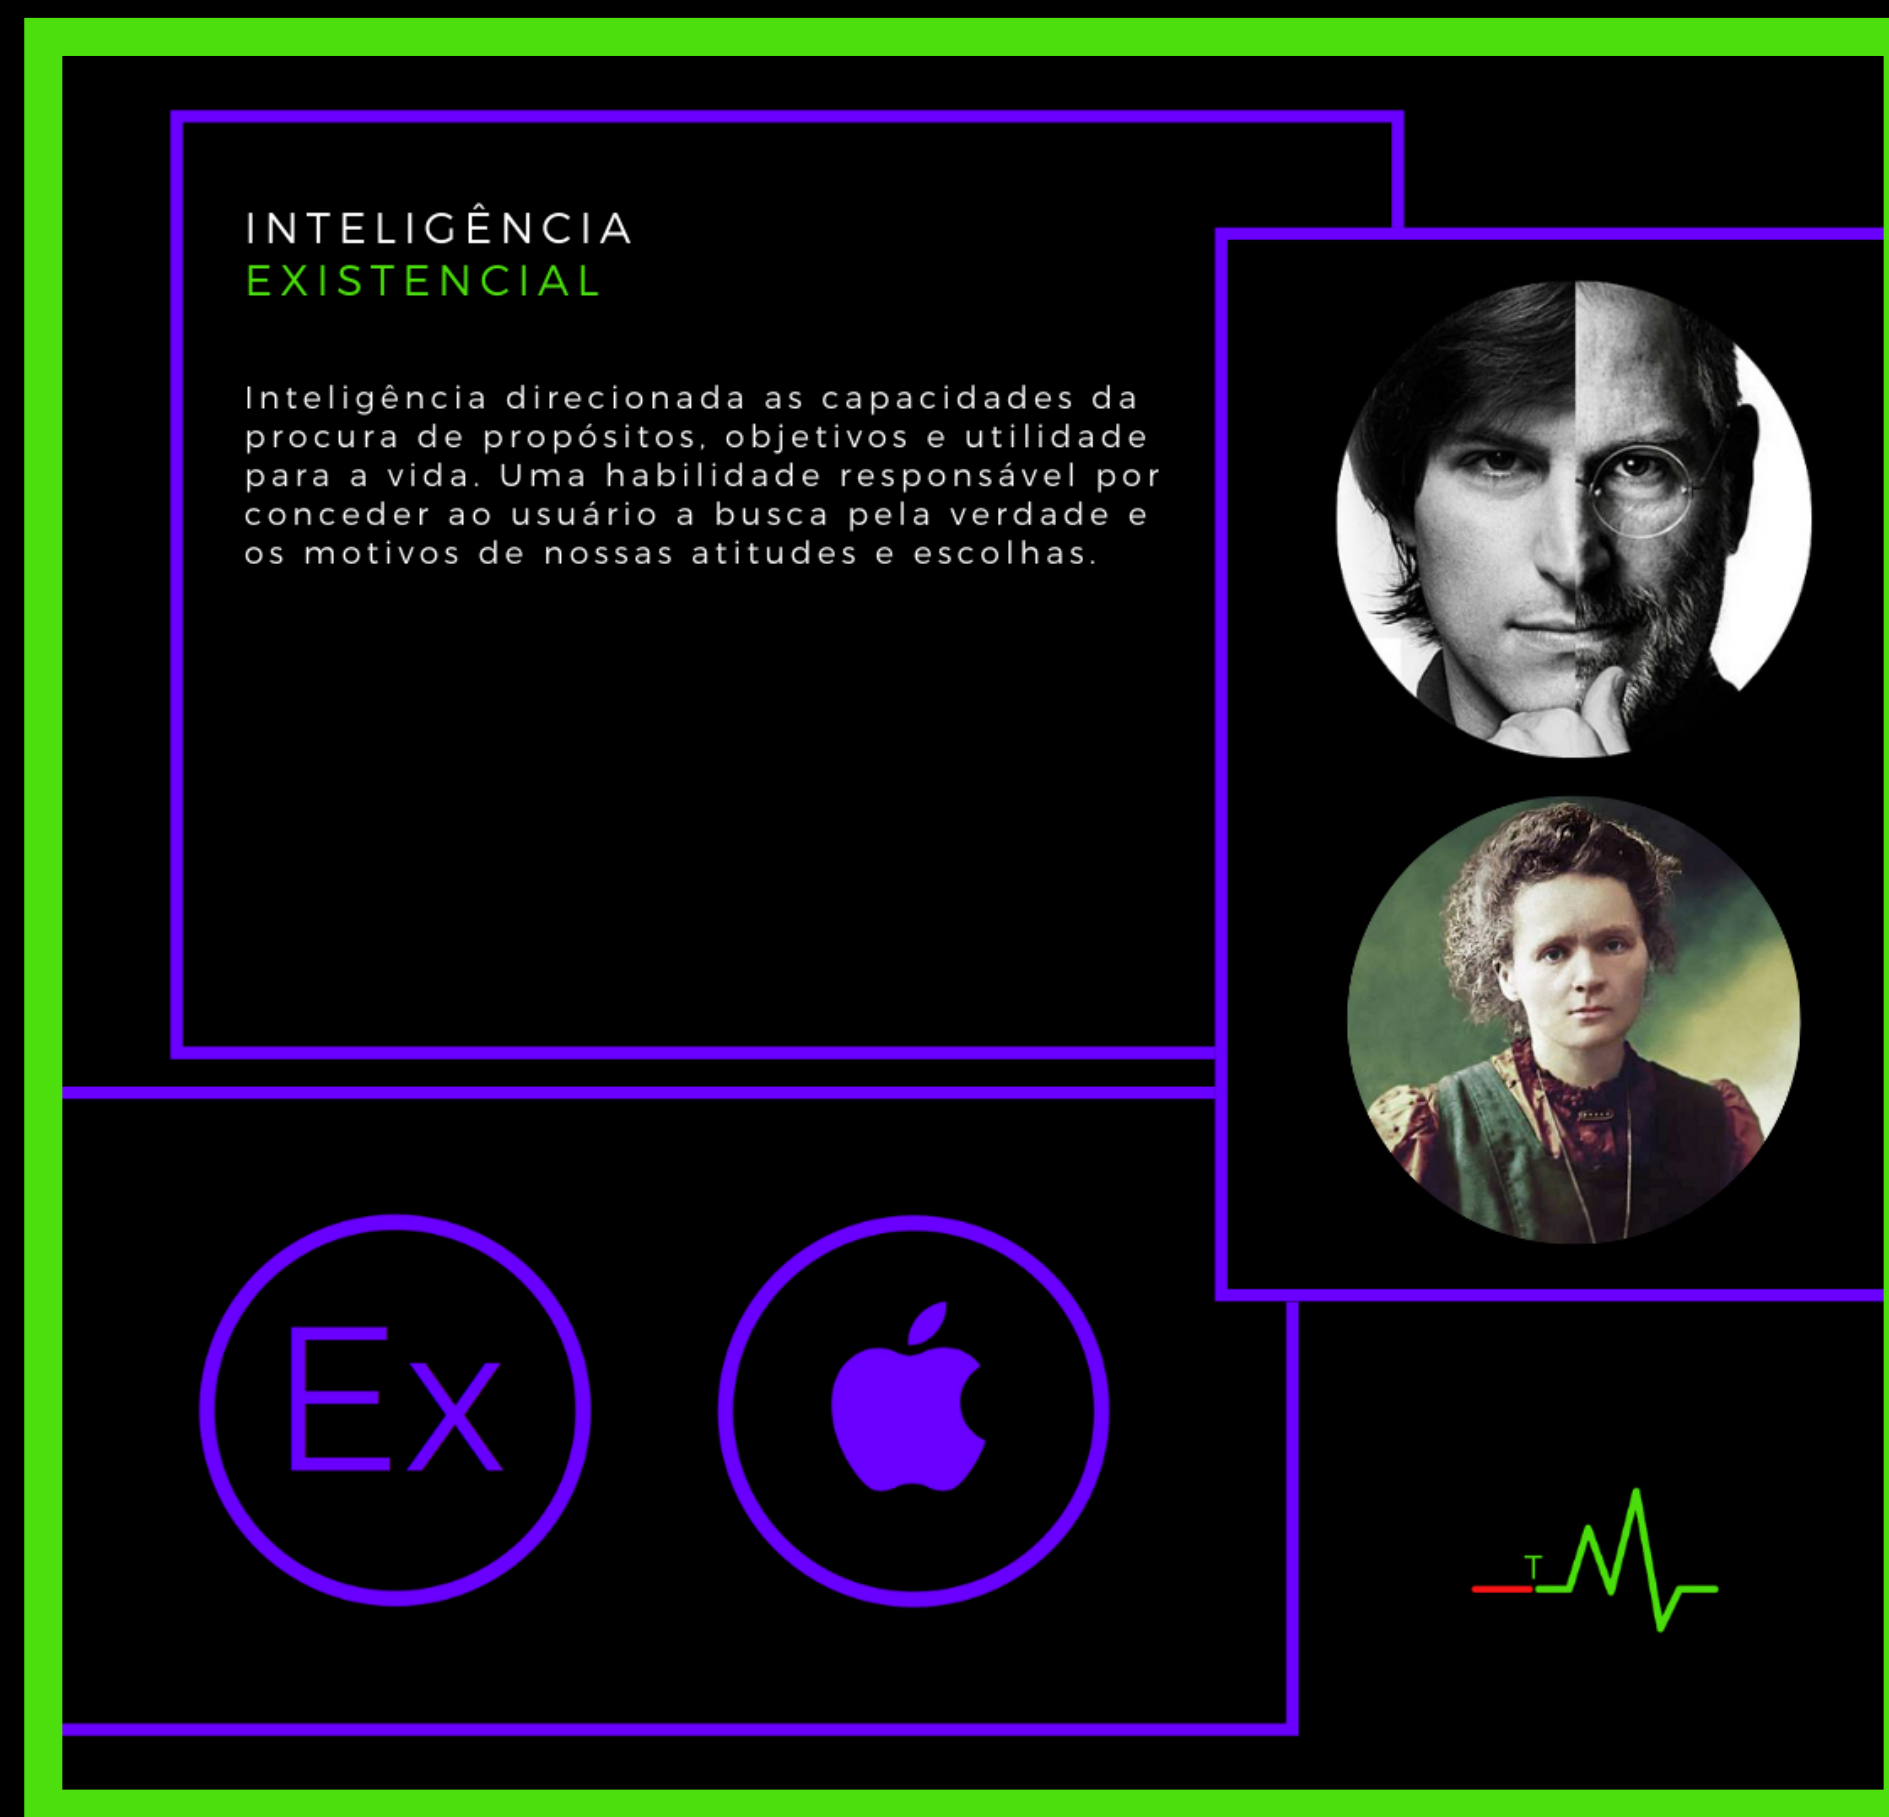 INTELIGÊNCIA
EXISTENCIAL
Inteligência direcionada as capacidades da
procura de propósitos, objetivos e utilidade
para a vida. Uma habilidade responsável por
conceder ao usuário a busca pela verdade e
os motivos de nossas atitudes e escolhas.
Ex
T